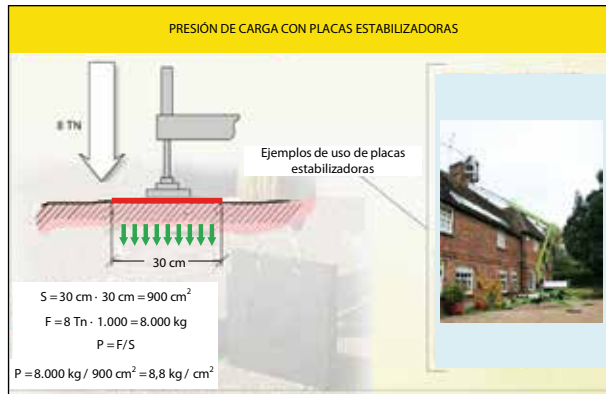 PRESIÓN DE CARGA CON PLACAS ESTABILIZADORAS
8 TN
Ejemplos de uso de placas
estabilizadoras
30 cm
S = 30 cm · 30 cm = 900 cm²
F = 8 Tn · 1.000 = 8.000 kg
P = F/S
P = 8.000 kg / 900 cm² = 8,8 kg / cm²